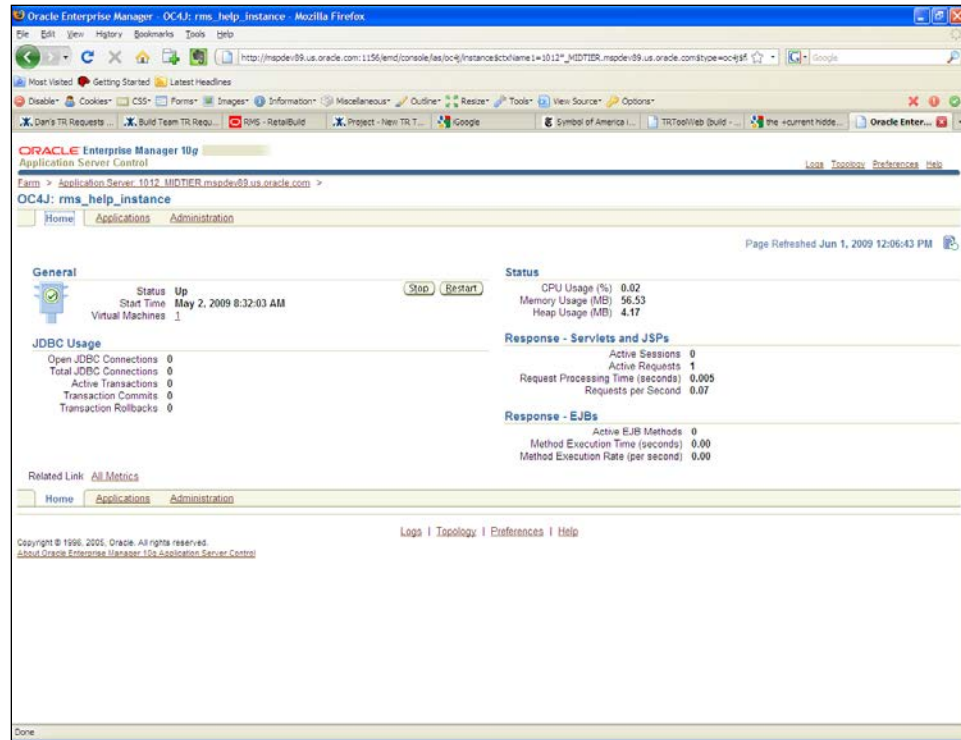 Oracle Enterprise Manager - OC4J: rms_help_instance - Mozilla Firefox
File Edit View History Bookmarks Tools Help
Google
Most Visited Getting Started Latest Headlines
Disable Cookies CSS Forms Images Information Miscellaneous Outline Resize Tools View Source Options
Dan's TR Requests ... Build Team TR Requ... RMS - RetailBuild Project - New TR T... Google Symbol of America I... TRToolWeb (build - ... the +current hidde... Oracle Enter...
ORACLE Enterprise Manager 10g
Application Server Control
Logs Topology Preferences Help
Farm > Application Server: 1012_MIDTIER.mspdev89.us.oracle.com >
OC4J: rms_help_instance
Home Applications Administration
Page Refreshed Jun 1, 2009 12:06:43 PM
General
Status Up
Stop Restart
Start Time May 2, 2009 8:32:03 AM
Virtual Machines 1
Status
CPU Usage (%) 0.02
Memory Usage (MB) 56.53
Heap Usage (MB) 4.17
JDBC Usage
Open JDBC Connections 0
Total JDBC Connections 0
Active Transactions 0
Transaction Commits 0
Transaction Rollbacks 0
Response - Servlets and JSPs
Active Sessions 0
Active Requests 1
Request Processing Time (seconds) 0.005
Requests per Second 0.07
Response - EJBs
Active EJB Methods 0
Method Execution Time (seconds) 0.00
Method Execution Rate (per second) 0.00
Related Link All Metrics
Home Applications Administration
Logs | Topology | Preferences | Help
Copyright © 1996, 2005, Oracle. All rights reserved.
About Oracle Enterprise Manager 10g Application Server Control
Done